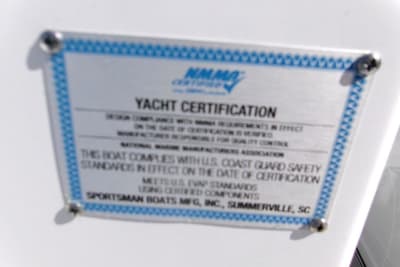 NMMA
CERTIFIED
YACHT CERTIFICATION
DESIGN COMPLIANCE WITH NMMA REQUIREMENTS IN EFFECT
ON THE DATE OF CERTIFICATION IS VERIFIED.
MANUFACTURER RESPONSIBLE FOR QUALITY CONTROL
NATIONAL MARINE MANUFACTURERS ASSOCIATION
THIS BOAT COMPLIES WITH U.S. COAST GUARD SAFETY
STANDARDS IN EFFECT ON THE DATE OF CERTIFICATION
MEETS U.S. EVAP STANDARDS
USING CERTIFIED COMPONENTS
SPORTSMAN BOATS MFG, INC., SUMMERVILLE, SC